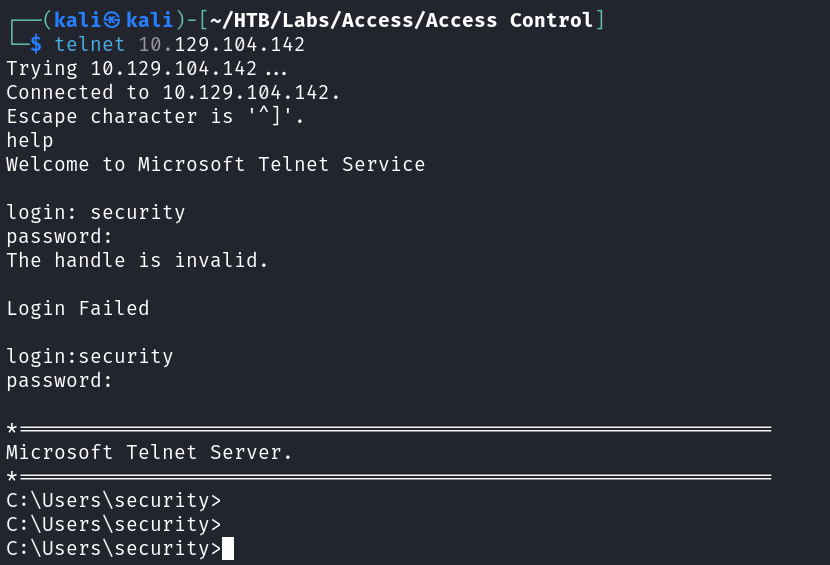 ┌──(kali㉿kali)-[~/HTB/Labs/Access/Access Control]
└─$ telnet 10.129.104.142
Trying 10.129.104.142...
Connected to 10.129.104.142.
Escape character is '^]'.
help
Welcome to Microsoft Telnet Service
login: security
password:
The handle is invalid.
Login Failed
login:security
password:
*===============================================================
Microsoft Telnet Server.
*===============================================================
C:\Users\security>
C:\Users\security>
C:\Users\security>